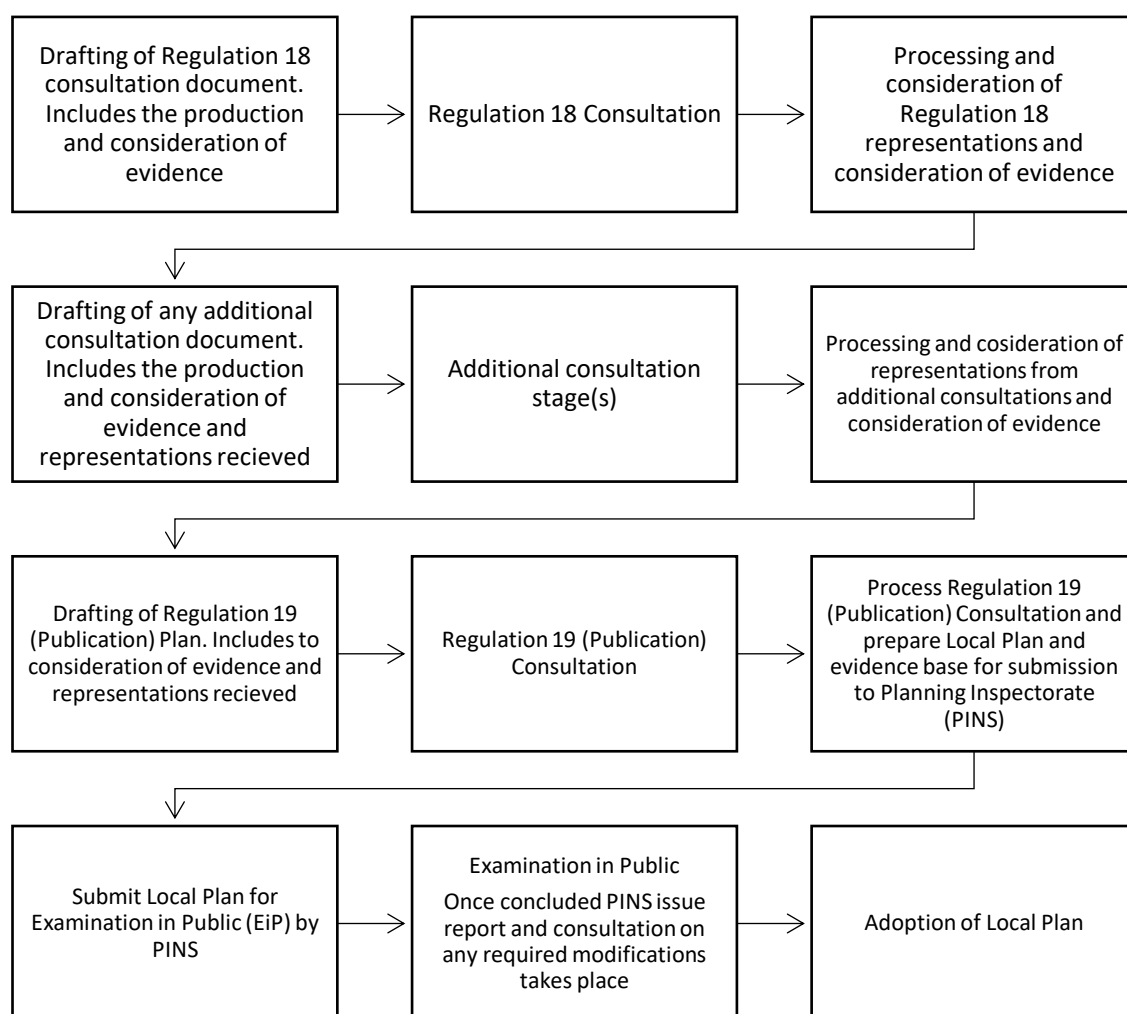 Drafting of Regulation 18
consultation document.
Includes the production
and consideration of
evidence
Regulation 18 Consultation
Processing and
consideration of
Regulation 18
representations and
consideration of evidence
Drafting of any additional
consultation document.
Includes the production
and consideration of
evidence and
representations recieved
Additional consultation
stage(s)
Processing and cosideration of
representations from
additional consultations and
consideration of evidence
Drafting of Regulation 19
(Publication) Plan. Includes to
consideration of evidence and
representations recieved
Regulation 19 (Publication)
Consultation
Process Regulation 19
(Publication) Consultation and
prepare Local Plan and
evidence base for submission
to Planning Inspectorate
(PINS)
Submit Local Plan for
Examination in Public (EiP) by
PINS
Examination in Public
Once concluded PINS issue
report and consultation on
any required modifications
takes place
Adoption of Local Plan